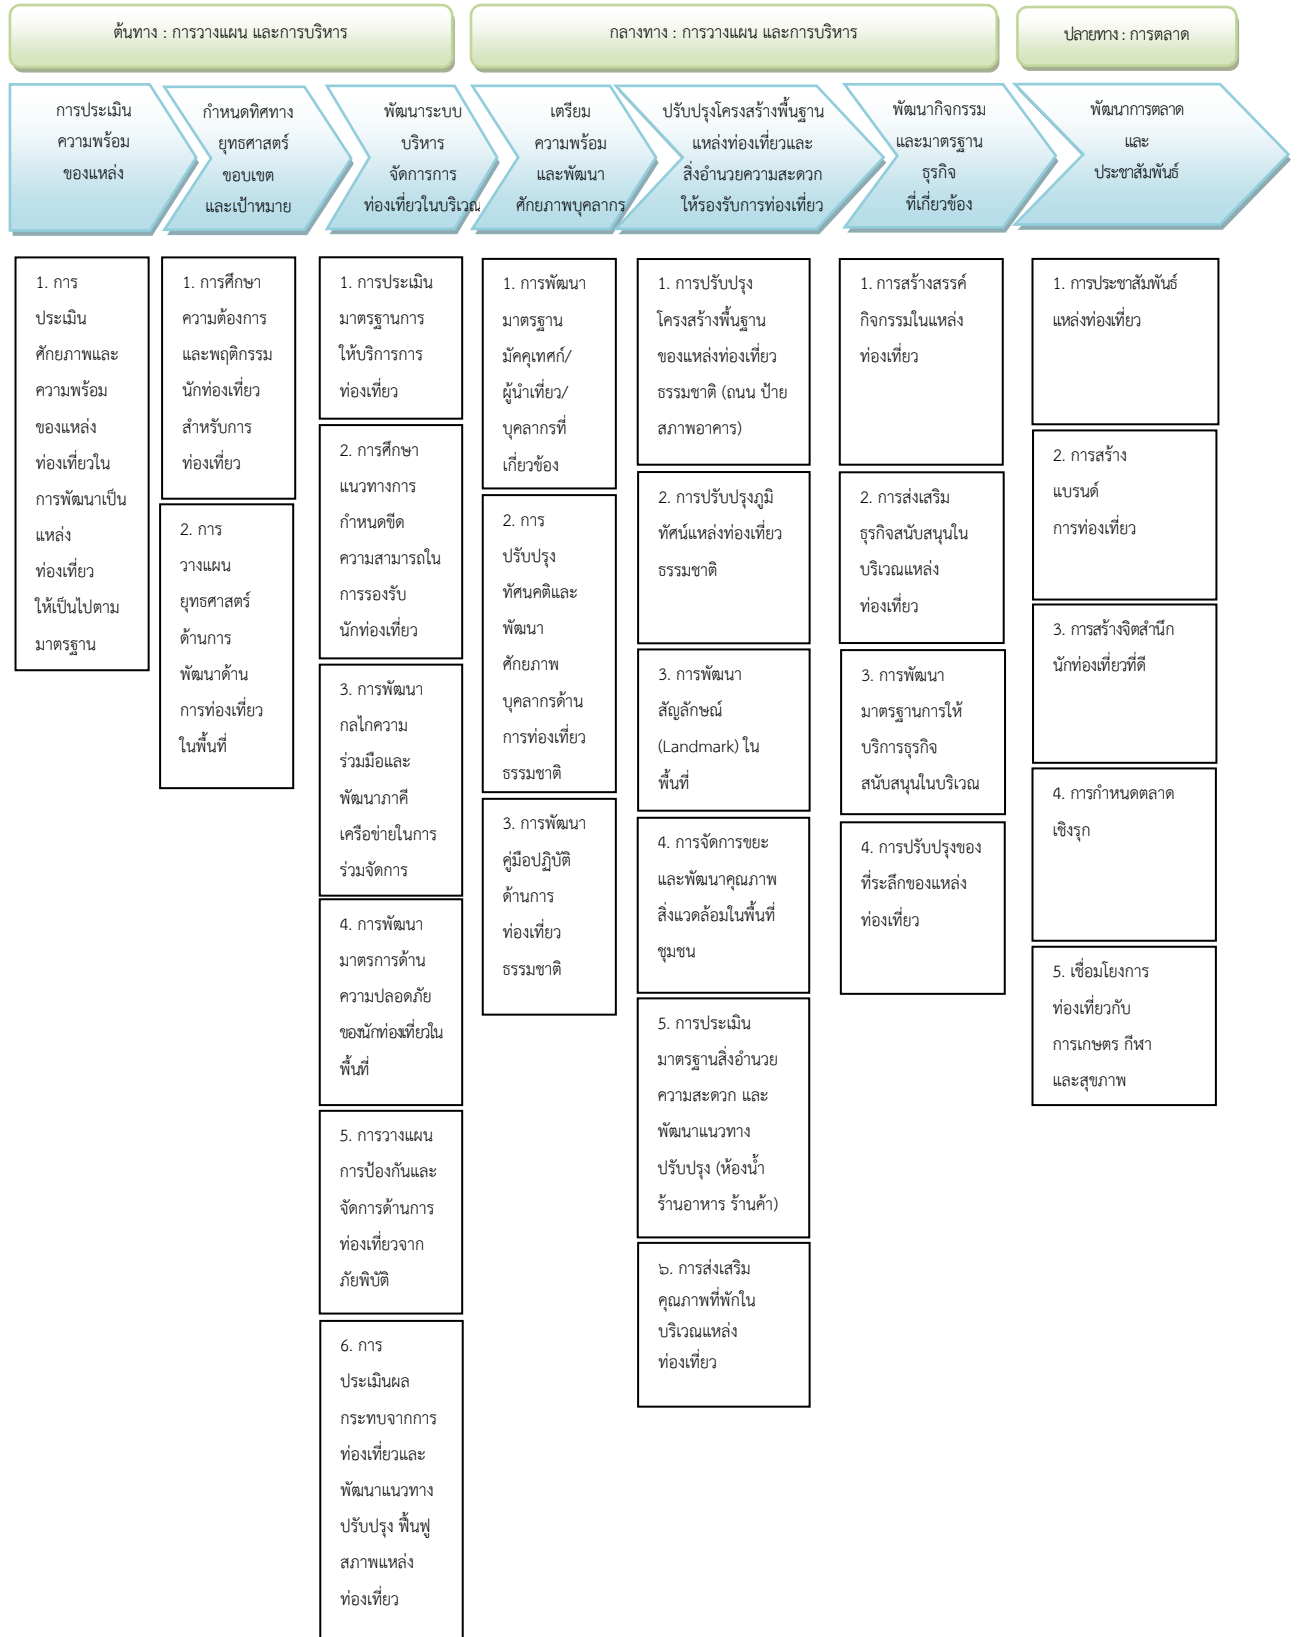 ต้นทาง : การวางแผน และการบริหาร
กลางทาง : การวางแผน และการบริหาร
ปลายทาง : การตลาด
การประเมิน
ความพร้อม
ของแหล่ง
กำหนดทิศทาง
ยุทธศาสตร์
ขอบเขต
และเป้าหมาย
พัฒนาระบบ
บริหาร
จัดการการ
ท่องเที่ยวในบริเวณ
เตรียม
ความพร้อม
และพัฒนา
ศักยภาพบุคลากร
ปรับปรุงโครงสร้างพื้นฐาน
แหล่งท่องเที่ยวและ
สิ่งอำนวยความสะดวก
ให้รองรับการท่องเที่ยว
พัฒนากิจกรรม
และมาตรฐาน
ธุรกิจ
ที่เกี่ยวข้อง
พัฒนาการตลาด
และ
ประชาสัมพันธ์
1. การ
ประเมิน
ศักยภาพและ
ความพร้อม
ของแหล่ง
ท่องเที่ยวใน
การพัฒนาเป็น
แหล่ง
ท่องเที่ยว
ให้เป็นไปตาม
มาตรฐาน
1. การศึกษา
ความต้องการ
และพฤติกรรม
นักท่องเที่ยว
สำหรับการ
ท่องเที่ยว
2. การ
วางแผน
ยุทธศาสตร์
ด้านการ
พัฒนาด้าน
การท่องเที่ยว
ในพื้นที่
1. การประเมิน
มาตรฐานการ
ให้บริการการ
ท่องเที่ยว
2. การศึกษา
แนวทางการ
กำหนดขีด
ความสามารถใน
การรองรับ
นักท่องเที่ยว
3. การพัฒนา
กลไกความ
ร่วมมือและ
พัฒนาภาคี
เครือข่ายในการ
ร่วมจัดการ
4. การพัฒนา
มาตรการด้าน
ความปลอดภัย
ของนักท่องเที่ยวใน
พื้นที่
5. การวางแผน
การป้องกันและ
จัดการด้านการ
ท่องเที่ยวจาก
ภัยพิบัติ
6. การ
ประเมินผล
กระทบจากการ
ท่องเที่ยวและ
พัฒนาแนวทาง
ปรับปรุง ฟื้นฟู
สภาพแหล่ง
ท่องเที่ยว
1. การพัฒนา
มาตรฐาน
มัคคุเทศก์/
ผู้นำเที่ยว/
บุคลากรที่
เกี่ยวข้อง
2. การ
ปรับปรุง
ทัศนคติและ
พัฒนา
ศักยภาพ
บุคลากรด้าน
การท่องเที่ยว
ธรรมชาติ
3. การพัฒนา
คู่มือปฏิบัติ
ด้านการ
ท่องเที่ยว
ธรรมชาติ
1. การปรับปรุง
โครงสร้างพื้นฐาน
ของแหล่งท่องเที่ยว
ธรรมชาติ (ถนน ป้าย
สภาพอาคาร)
2. การปรับปรุงภูมิ
ทัศน์แหล่งท่องเที่ยว
ธรรมชาติ
3. การพัฒนา
สัญลักษณ์
(Landmark) ใน
พื้นที่
4. การจัดการขยะ
และพัฒนาคุณภาพ
สิ่งแวดล้อมในพื้นที่
ชุมชน
5. การประเมิน
มาตรฐานสิ่งอำนวย
ความสะดวก และ
พัฒนาแนวทาง
ปรับปรุง (ห้องน้ำ
ร้านอาหาร ร้านค้า)
๖. การส่งเสริม
คุณภาพที่พักใน
บริเวณแหล่ง
ท่องเที่ยว
1. การสร้างสรรค์
กิจกรรมในแหล่ง
ท่องเที่ยว
2. การส่งเสริม
ธุรกิจสนับสนุนใน
บริเวณแหล่ง
ท่องเที่ยว
3. การพัฒนา
มาตรฐานการให้
บริการธุรกิจ
สนับสนุนในบริเวณ
4. การปรับปรุงของ
ที่ระลึกของแหล่ง
ท่องเที่ยว
1. การประชาสัมพันธ์
แหล่งท่องเที่ยว
2. การสร้าง
แบรนด์
การท่องเที่ยว
3. การสร้างจิตสำนึก
นักท่องเที่ยวที่ดี
4. การกำหนดตลาด
เชิงรุก
5. เชื่อมโยงการ
ท่องเที่ยวกับ
การเกษตร กีฬา
และสุขภาพ